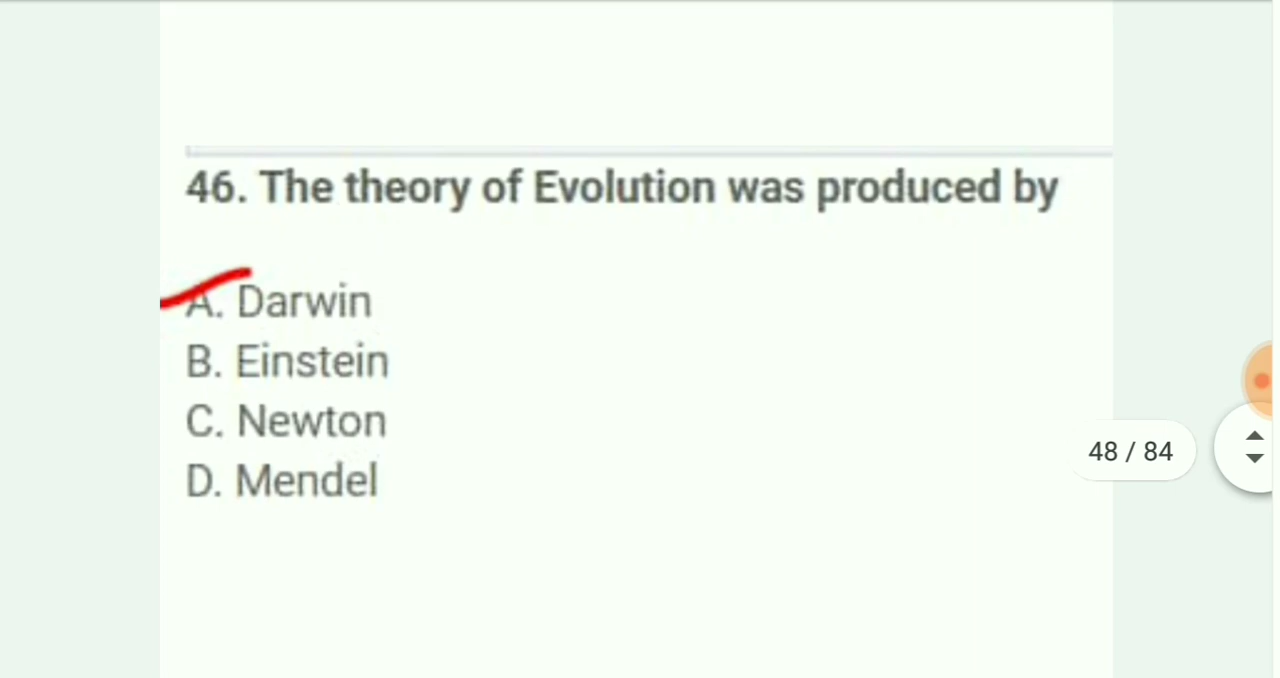 46. The theory of Evolution was produced by
A. Darwin
B. Einstein
C. Newton
D. Mendel
48 / 84